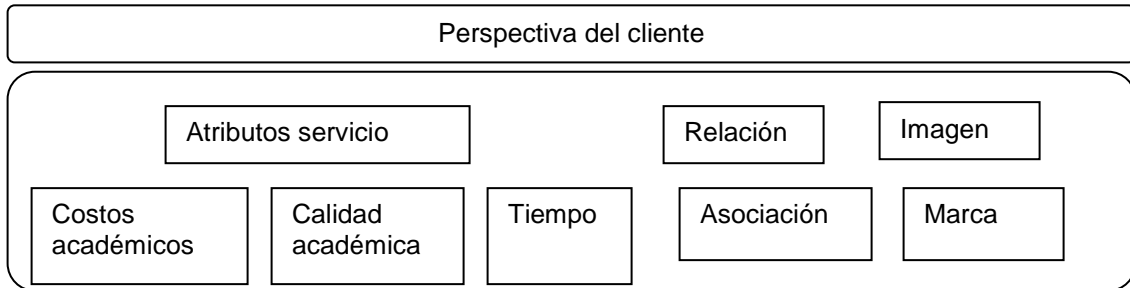 Perspectiva del cliente
Atributos servicio
Relación
Imagen
Costos
académicos
Calidad
académica
Tiempo
Asociación
Marca